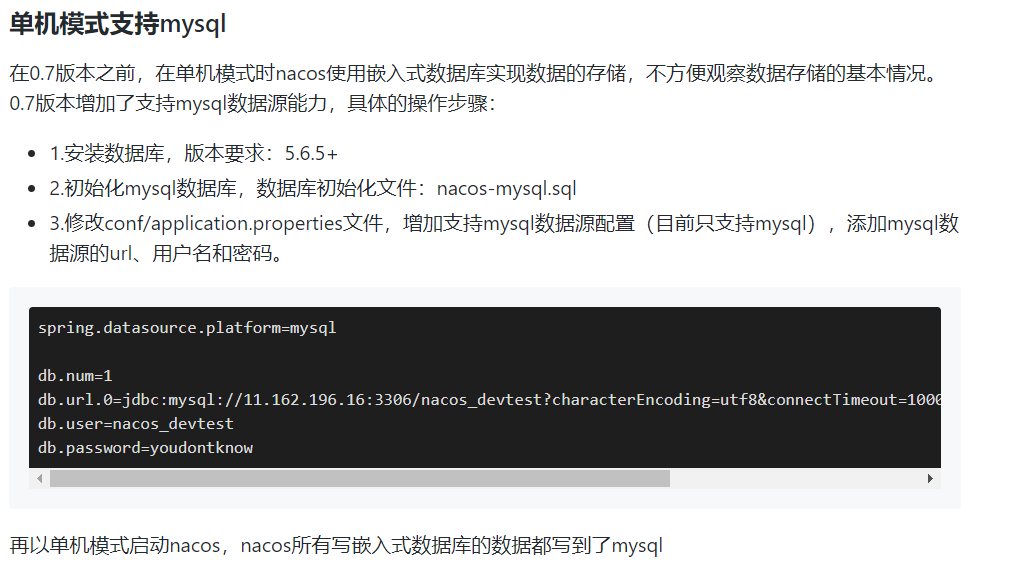 单机模式支持mysql
在0.7版本之前，在单机模式时nacos使用嵌入式数据库实现数据的存储，不方便观察数据存储的基本情况。
0.7版本增加了支持mysql数据源能力，具体的操作步骤：
• 1.安装数据库，版本要求：5.6.5+
• 2.初始化mysql数据库，数据库初始化文件：nacos-mysql.sql
• 3.修改conf/application.properties文件，增加支持mysql数据源配置（目前只支持mysql），添加mysql数
据源的url、用户名和密码。
spring.datasource.platform=mysql
db.num=1
db.url.0=jdbc:mysql://11.162.196.16:3306/nacos_devtest?characterEncoding=utf8&connectTimeout=1000
db.user=nacos_devtest
db.password=youdontknow
再以单机模式启动nacos，nacos所有写嵌入式数据库的数据都写到了mysql